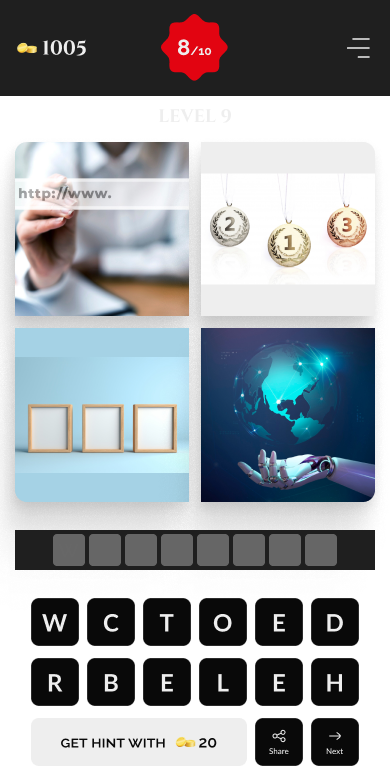 1005
8/10
LEVEL 9
http://www.
2 1 3
W C T O E D
R B E L E H
GET HINT WITH 20
Share
Next